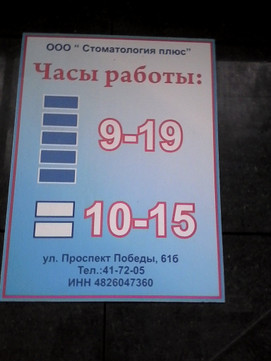 ООО " Стоматология плюс"
Часы работы:
9-19
10-15
ул. Проспект Победы, 61б
Тел.:41-72-05
ИНН 4826047360